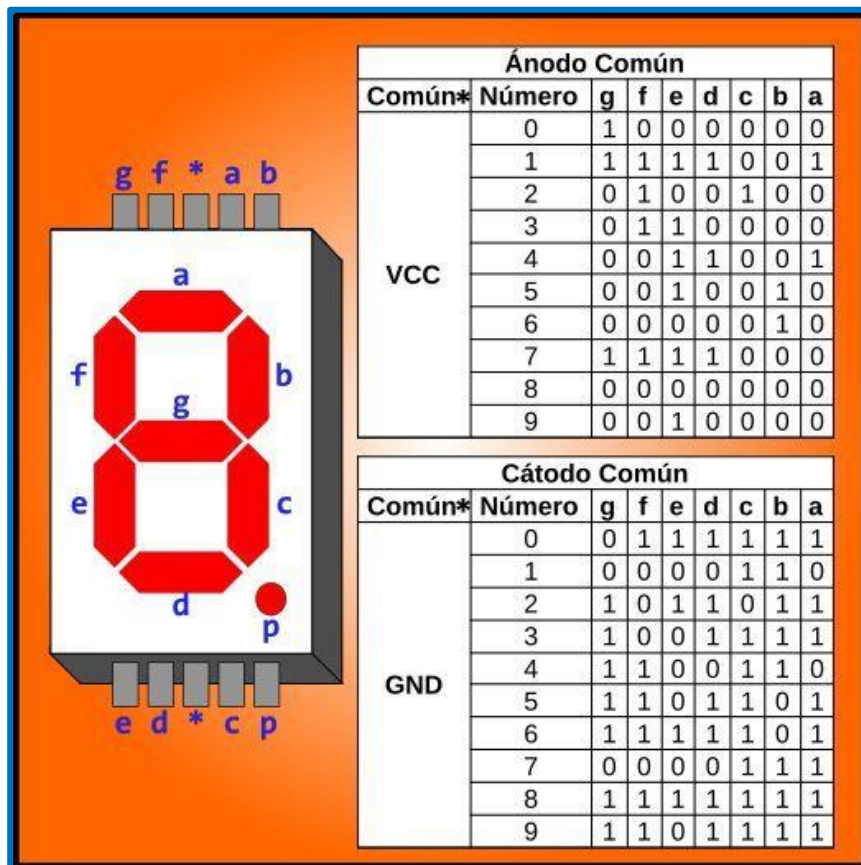 g f * a b
a
f b
g
e c
d
p
e d * c p
Ánodo Común
Común* Número g f e d c b a
VCC
0 1 0 0 0 0 0 0
1 1 1 1 1 0 0 1
2 0 1 0 0 1 0 0
3 0 1 1 0 0 0 0
4 0 0 1 1 0 0 1
5 0 0 1 0 0 1 0
6 0 0 0 0 0 1 0
7 1 1 1 1 0 0 0
8 0 0 0 0 0 0 0
9 0 0 1 0 0 0 0
Cátodo Común
Común* Número g f e d c b a
GND
0 0 1 1 1 1 1 1
1 0 0 0 0 1 1 0
2 1 0 1 1 0 1 1
3 1 0 0 1 1 1 1
4 1 1 0 0 1 1 0
5 1 1 0 1 1 0 1
6 1 1 1 1 1 0 1
7 0 0 0 0 1 1 1
8 1 1 1 1 1 1 1
9 1 1 0 1 1 1 1